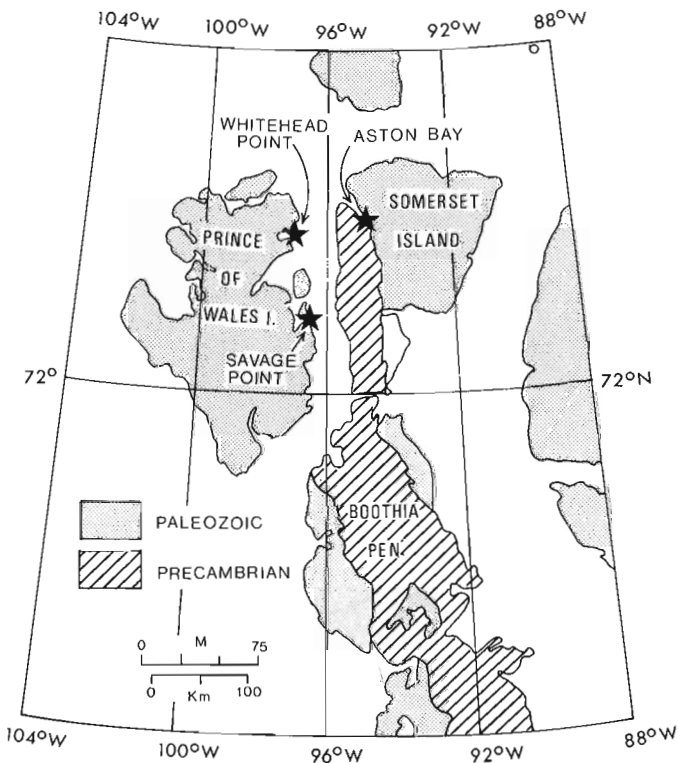 104°W 100°W 96°W 92°W 88°W
WHITEHEAD
POINT
ASTON BAY
SOMERSET
ISLAND
PRINCE
OF
WALES I.
SAVAGE
POINT
72°
72°N
BOOTHIA
PEN.
PALEOZOIC
PRECAMBRIAN
0 M 75
0 Km 100
104°W 100°W 96°W 92°W 88°W